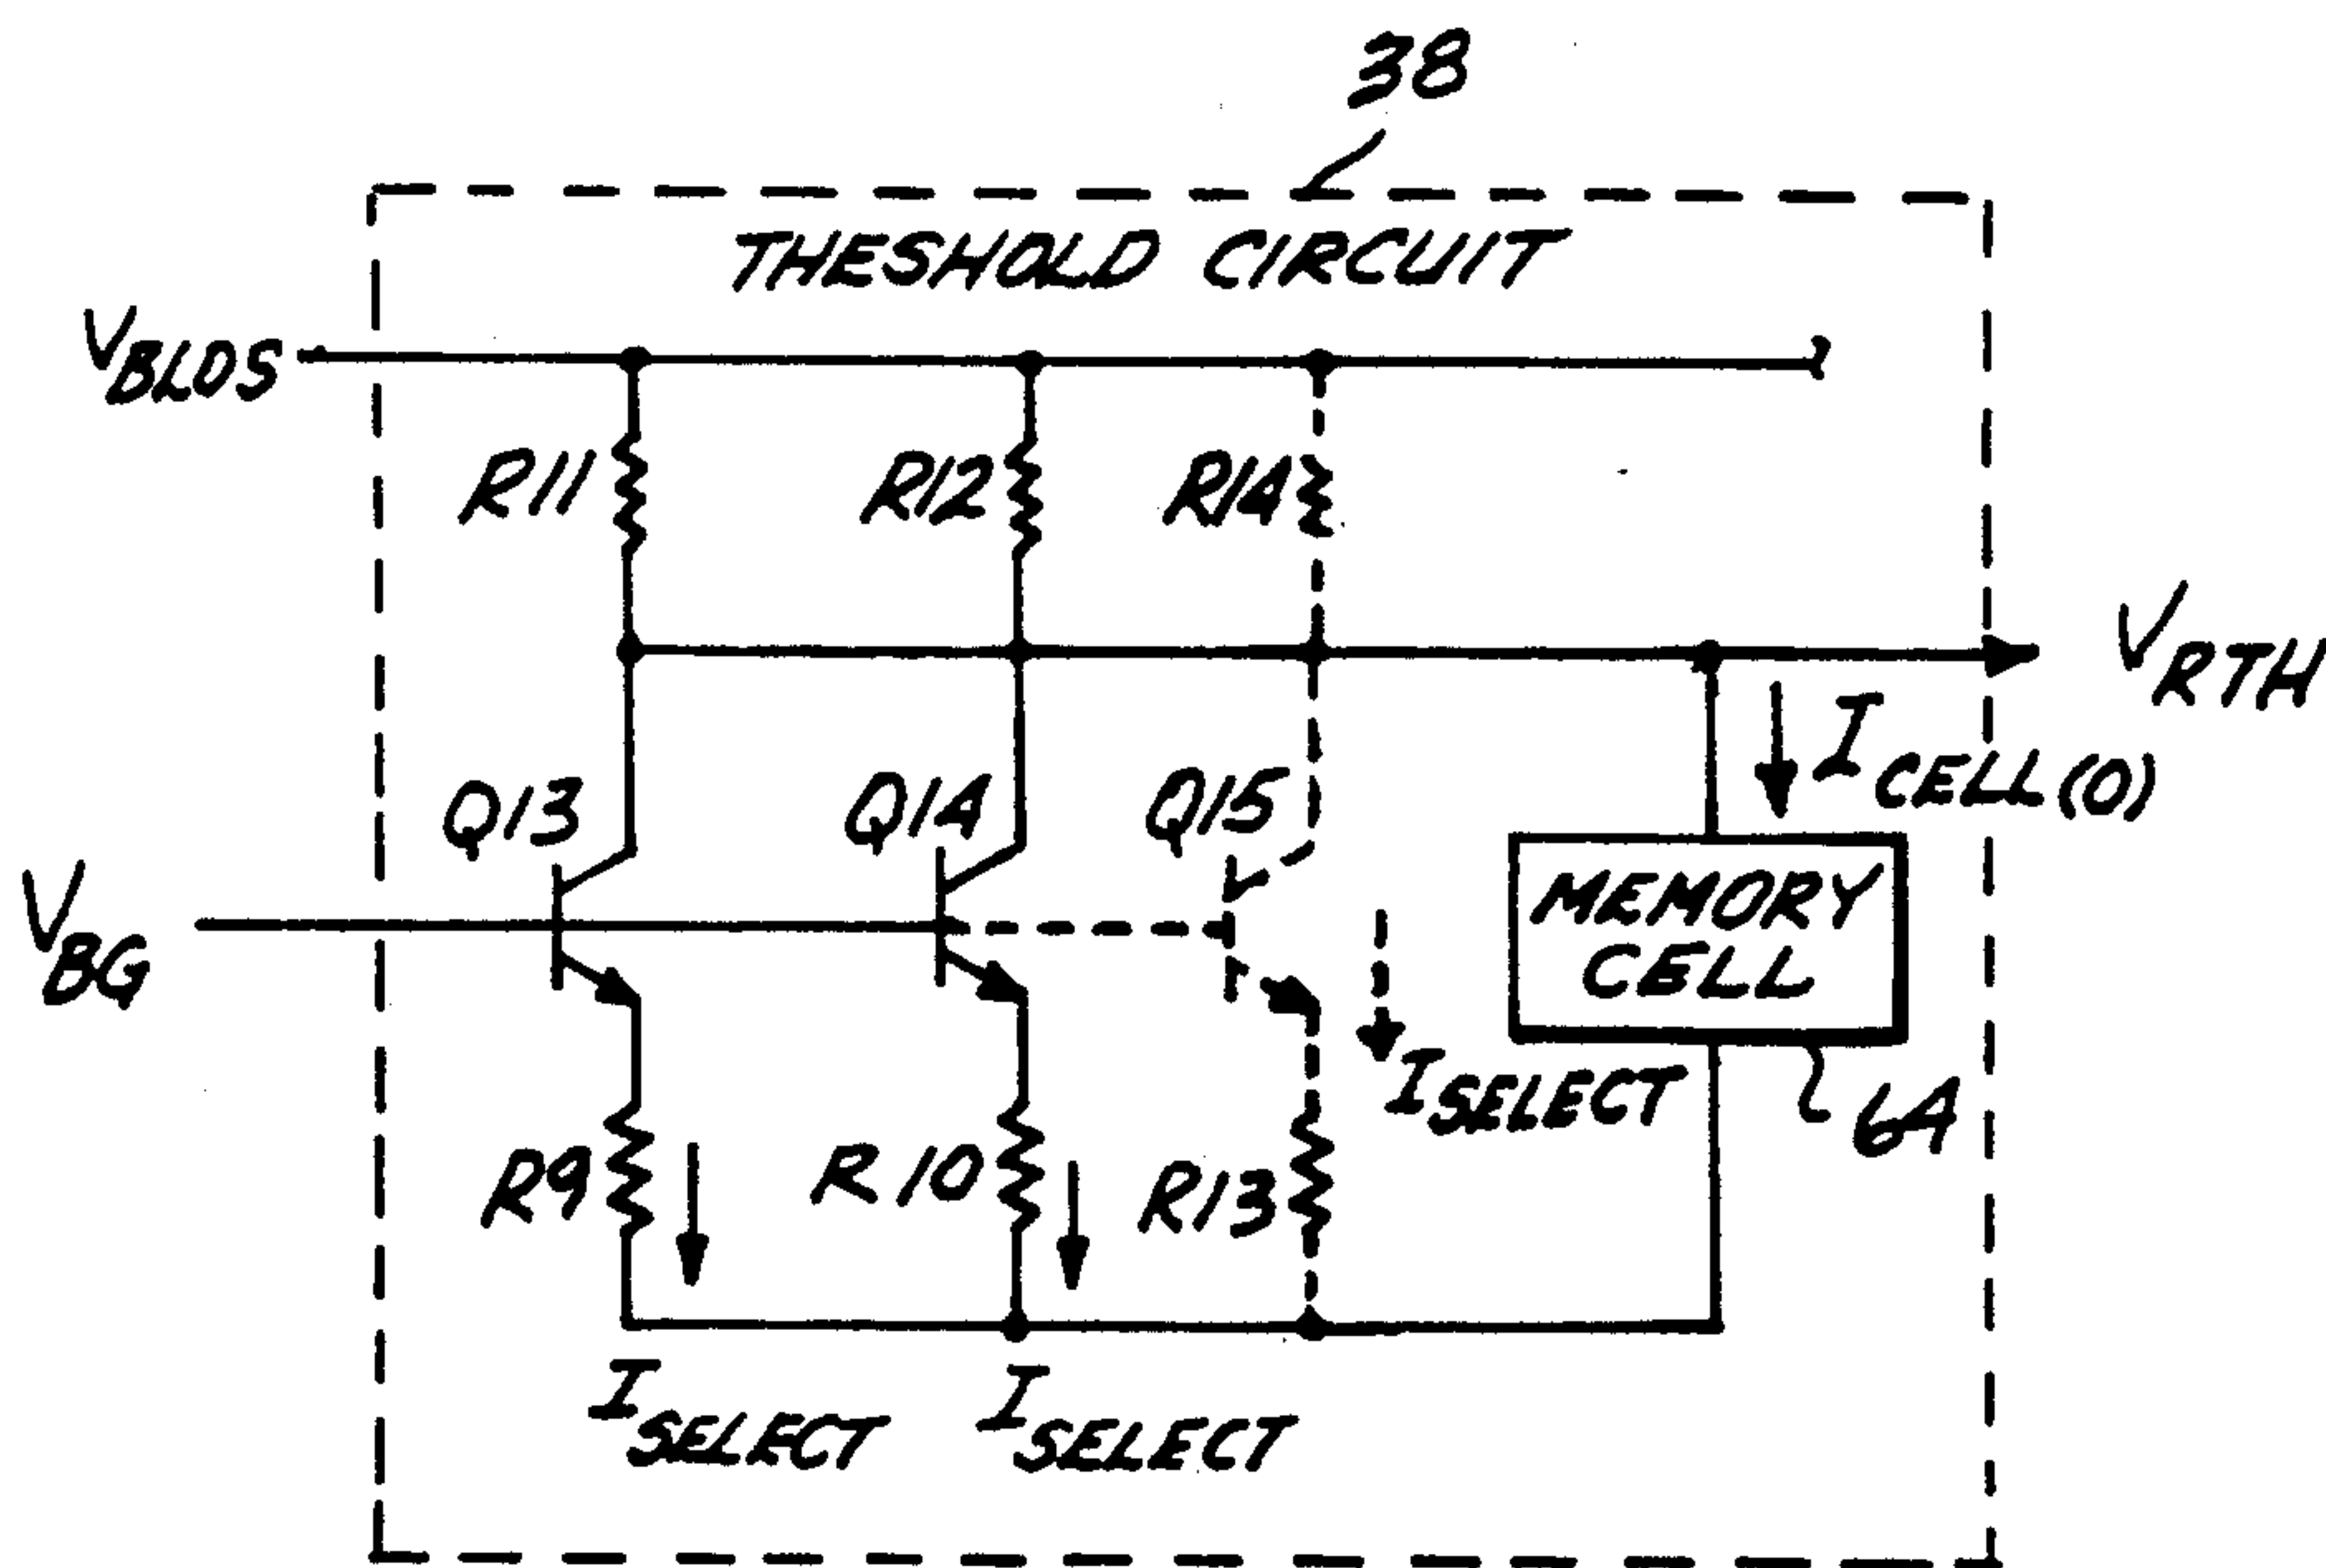 38
THESHOLD CIRCUIT
VBLOS
R11
R12
R14
VRTH
ICELL(0)
Q13
Q14
Q15
VBG
MEMORY
CELL
ISELECT
6A
R9
R10
R13
ISELECT
ISELECT